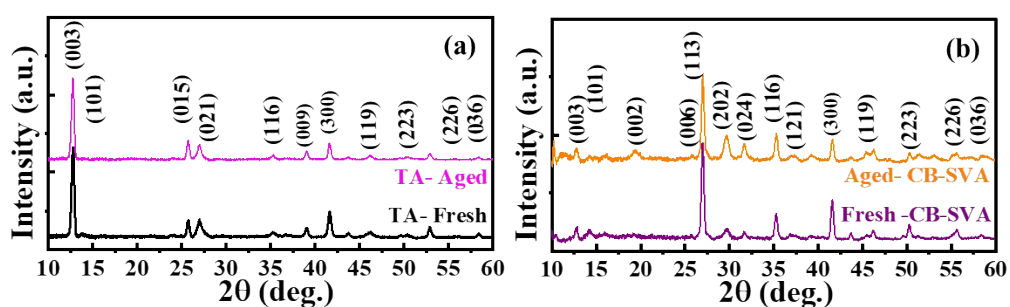 (a)
Intensity (a.u.)
(003)
(101)
(015)
(021)
(116)
(009)
(300)
(119)
(223)
(226)
(036)
TA- Aged
TA- Fresh
10 15 20 25 30 35 40 45 50 55 60
2θ (deg.)
(b)
Intensity (a.u.)
(003)
(101)
(002)
(006)
(113)
(202)
(024)
(116)
(121)
(300)
(119)
(223)
(226)
(036)
Aged- CB-SVA
Fresh -CB-SVA
10 15 20 25 30 35 40 45 50 55 60
2θ (deg.)